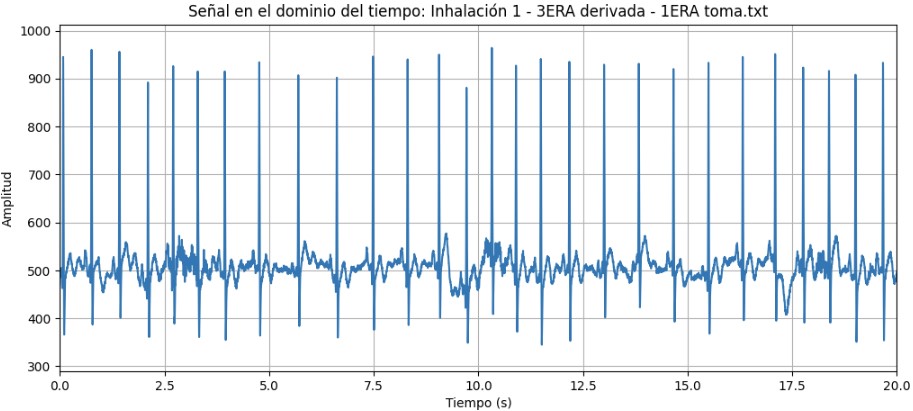 Señal en el dominio del tiempo: Inhalación 1 - 3ERA derivada - 1ERA toma.txt
1000
900
800
700
600
500
400
300
Amplitud
0.0 2.5 5.0 7.5 10.0 12.5 15.0 17.5 20.0
Tiempo (s)